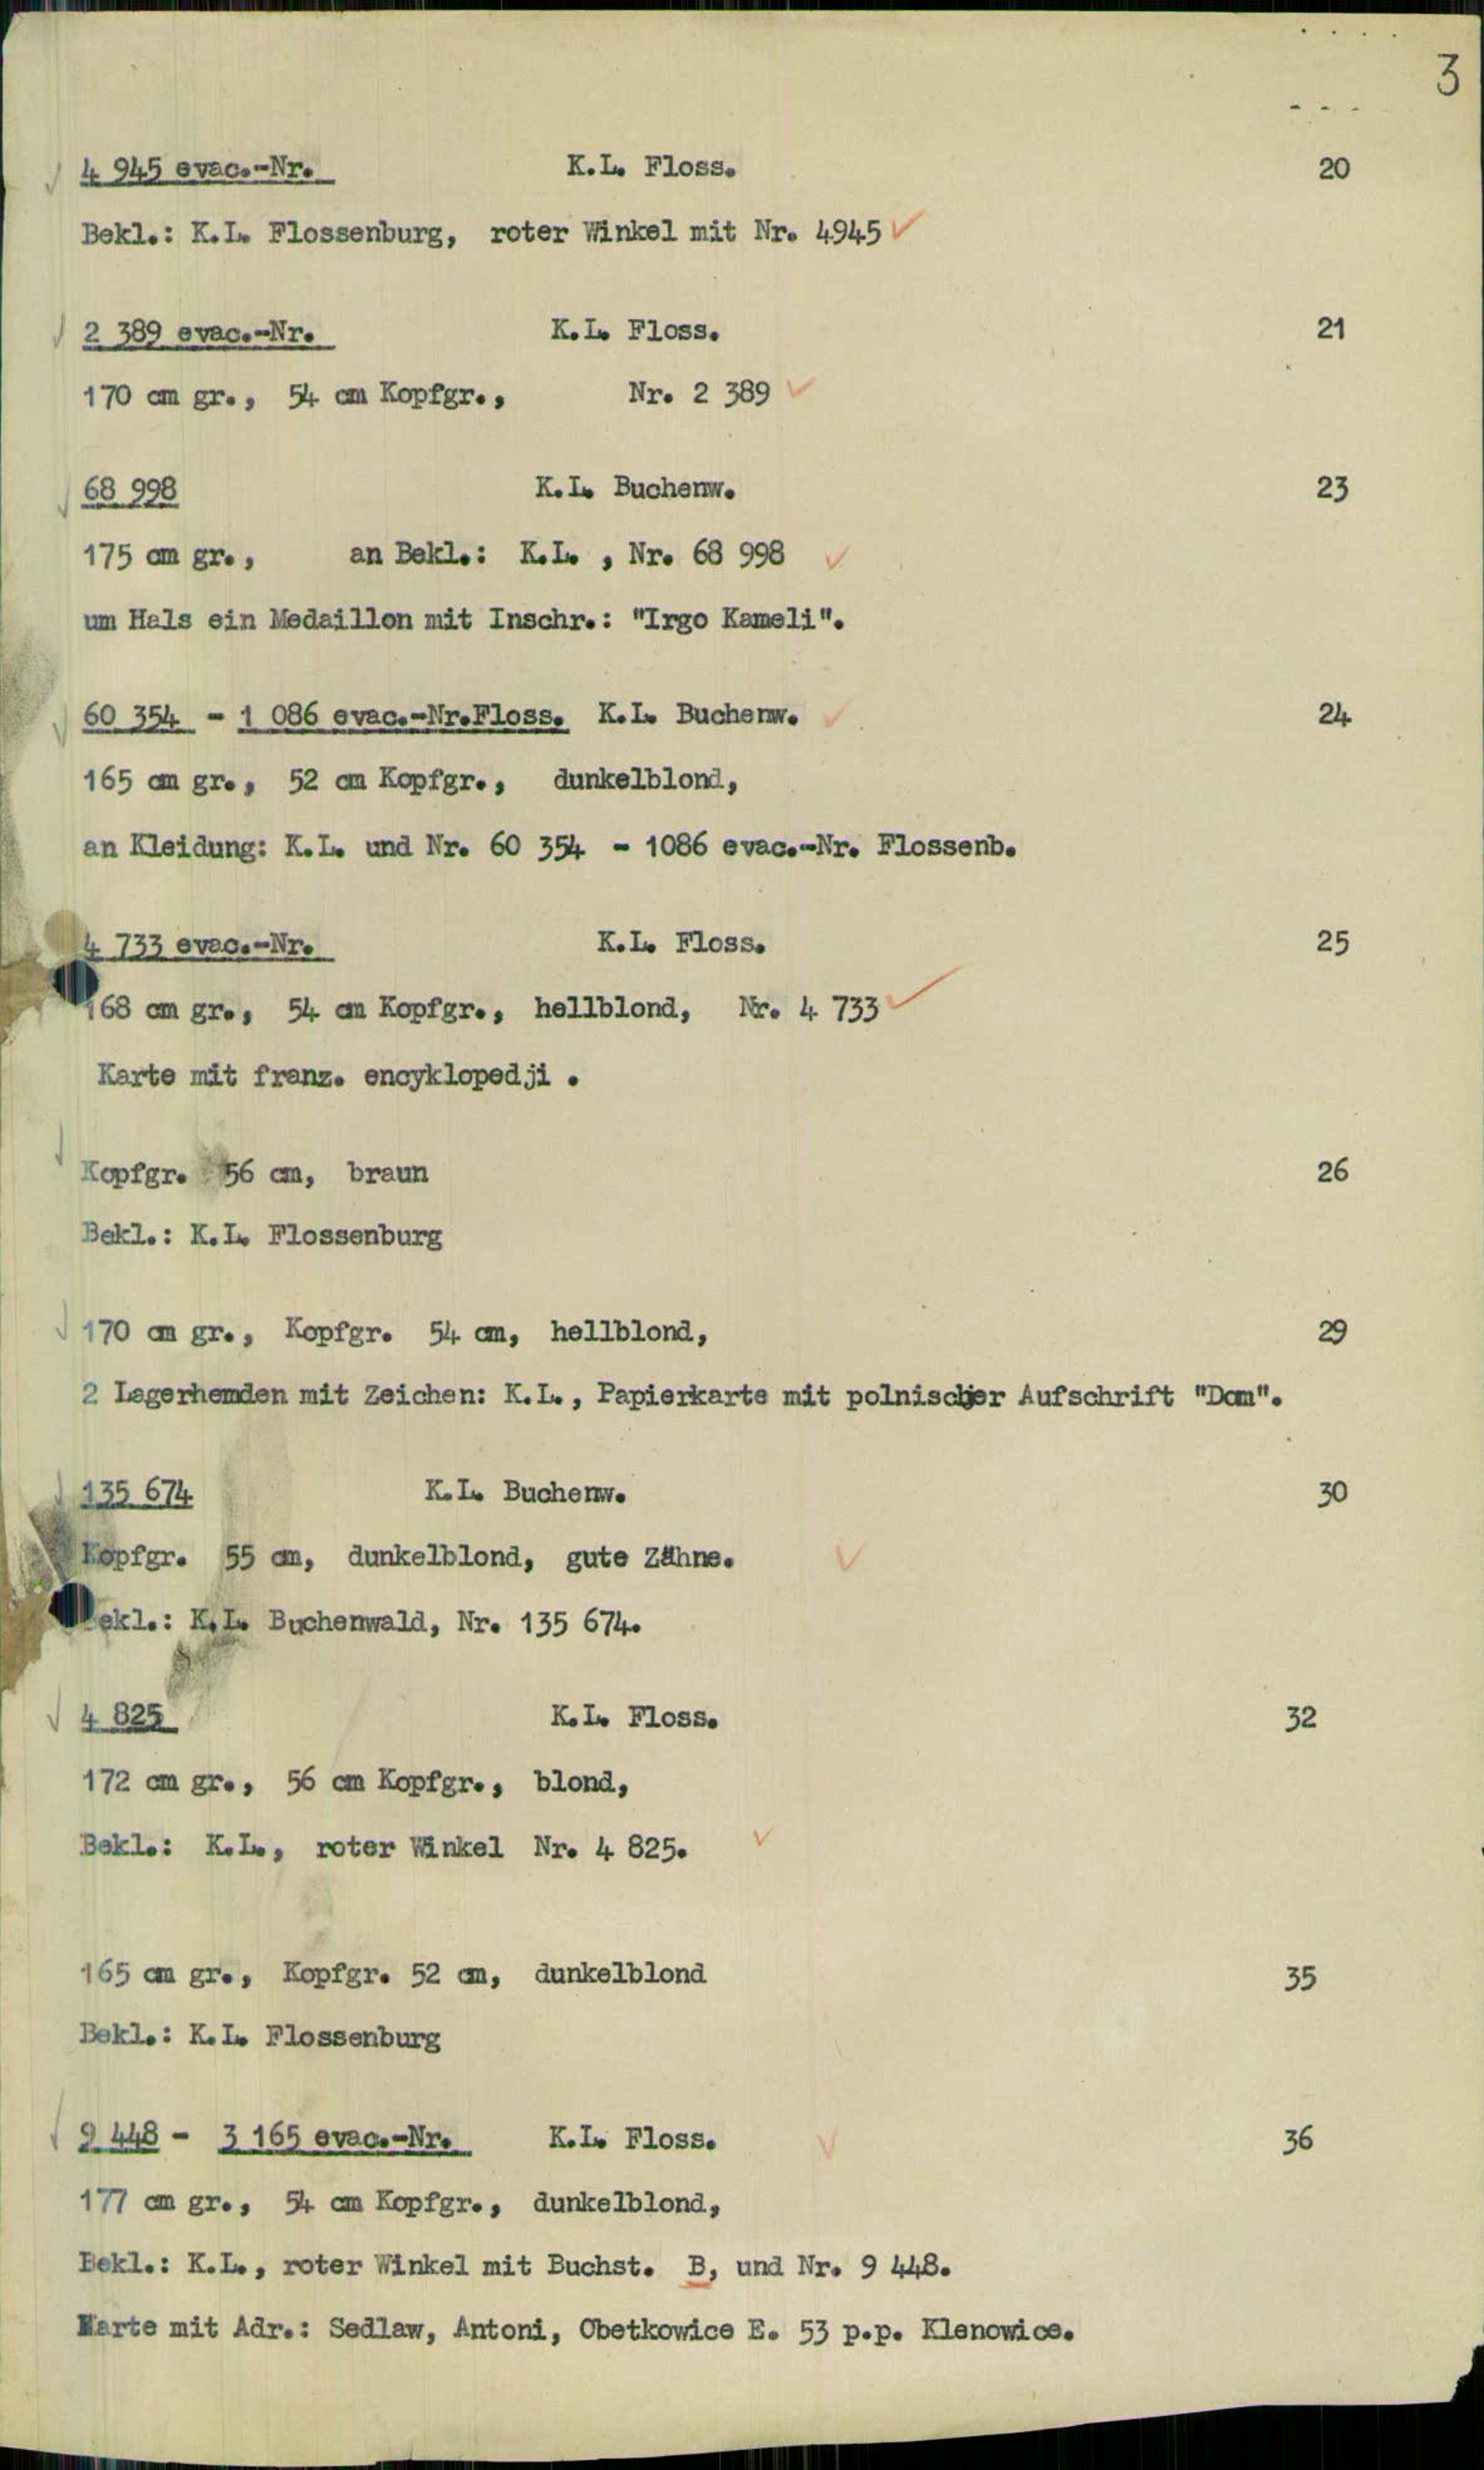 3
4 945 evac.-Nr. K.L. Floss. 20
Bekl.: K.L. Flossenburg, roter Winkel mit Nr. 4945
2 389 evac.-Nr. K.L. Floss. 21
170 cm gr., 54 cm Kopfgr., Nr. 2 389
68 998 K.L. Buchenw. 23
175 cm gr., an Bekl.: K.L. , Nr. 68 998
um Hals ein Medaillon mit Inschr.: "Irgo Kameli".
60 354 - 1 086 evac.-Nr.Floss. K.L. Buchenw. 24
165 cm gr., 52 cm Kopfgr., dunkelblond,
an Kleidung: K.L. und Nr. 60 354 - 1086 evac.-Nr. Flossenb.
4 733 evac.-Nr. K.L. Floss. 25
168 cm gr., 54 cm Kopfgr., hellblond, Nr. 4 733
Karte mit franz. encyklopedji .
Kopfgr. 56 cm, braun 26
Bekl.: K.L. Flossenburg
170 cm gr., Kopfgr. 54 cm, hellblond, 29
2 Lagerhemden mit Zeichen: K.L., Papierkarte mit polnischer Aufschrift "Dom".
135 674 K.L. Buchenw. 30
Kopfgr. 55 cm, dunkelblond, gute Zähne.
Bekl.: K.L. Buchenwald, Nr. 135 674.
4 825 K.L. Floss. 32
172 cm gr., 56 cm Kopfgr., blond,
Bekl.: K.L., roter Winkel Nr. 4 825.
165 cm gr., Kopfgr. 52 cm, dunkelblond 35
Bekl.: K.L. Flossenburg
9 448 - 3 165 evac.-Nr. K.L. Floss. 36
177 cm gr., 54 cm Kopfgr., dunkelblond,
Bekl.: K.L., roter Winkel mit Buchst. B, und Nr. 9 448.
Karte mit Adr.: Sedlaw, Antoni, Obetkowice E. 53 p.p. Klenowice.